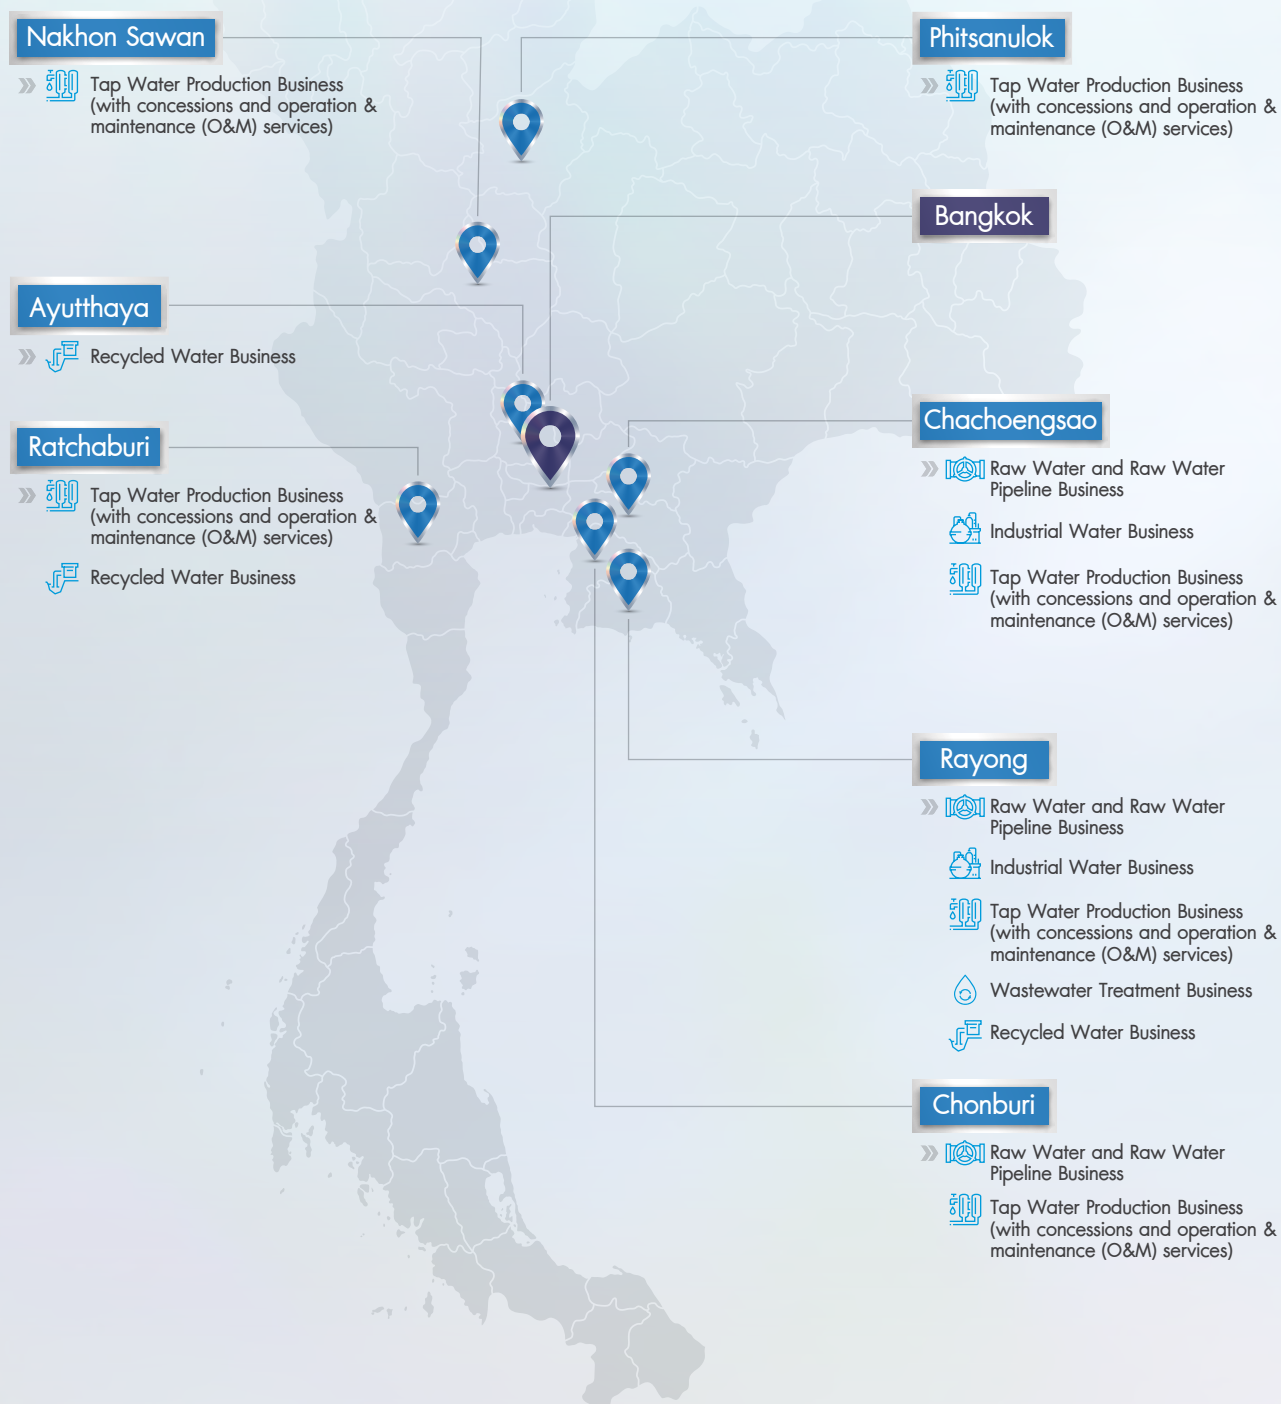 Nakhon Sawan
Tap Water Production Business
(with concessions and operation &
maintenance (O&M) services)
Ayutthaya
Recycled Water Business
Ratchaburi
Tap Water Production Business
(with concessions and operation &
maintenance (O&M) services)
Recycled Water Business
Phitsanulok
Tap Water Production Business
(with concessions and operation &
maintenance (O&M) services)
Bangkok
Chachoengsao
Raw Water and Raw Water
Pipeline Business
Industrial Water Business
Tap Water Production Business
(with concessions and operation &
maintenance (O&M) services)
Rayong
Raw Water and Raw Water
Pipeline Business
Industrial Water Business
Tap Water Production Business
(with concessions and operation &
maintenance (O&M) services)
Wastewater Treatment Business
Recycled Water Business
Chonburi
Raw Water and Raw Water
Pipeline Business
Tap Water Production Business
(with concessions and operation &
maintenance (O&M) services)